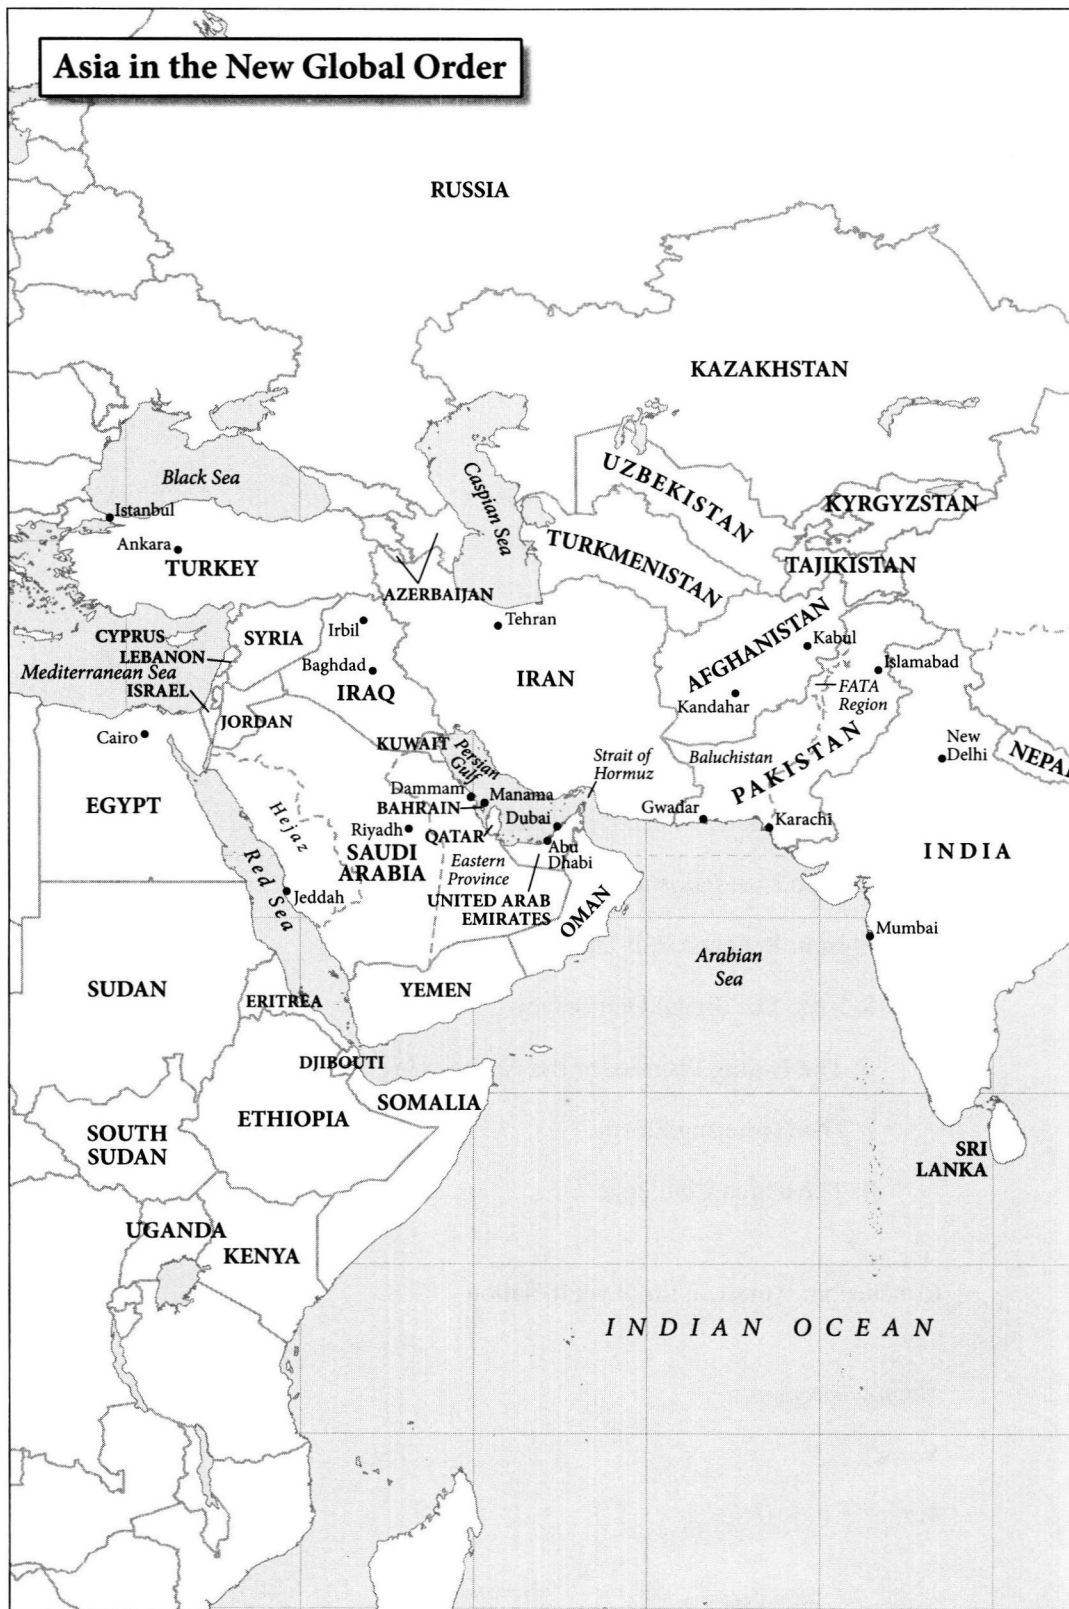 Asia in the New Global Order
RUSSIA
KAZAKHSTAN
Black Sea
Caspian Sea
UZBEKISTAN
KYRGYZSTAN
Istanbul
Ankara
TURKEY
TURKMENISTAN
TAJIKISTAN
AZERBAIJAN
CYPRUS
LEBANON
Mediterranean Sea
ISRAEL
SYRIA
Irbil
Baghdad
IRAQ
JORDAN
Tehran
IRAN
AFGHANISTAN
Kabul
Kandahar
Islamabad
FATA
Region
Cairo
EGYPT
KUWAIT
Persian
Gulf
Strait of
Hormuz
Baluchistan
PAKISTAN
New
Delhi
NEPAL
Dammam
Manama
BAHRAIN
Hejaz
Riyadh
QATAR
Dubai
Abu
Dhabi
Gwadar
Karachi
SAUDI
ARABIA
Eastern
Province
INDIA
Red Sea
Jeddah
UNITED ARAB
EMIRATES
OMAN
Mumbai
Arabian
Sea
SUDAN
ERITREA
YEMEN
DJIBOUTI
ETHIOPIA
SOMALIA
SOUTH
SUDAN
SRI
LANKA
UGANDA
KENYA
INDIAN OCEAN